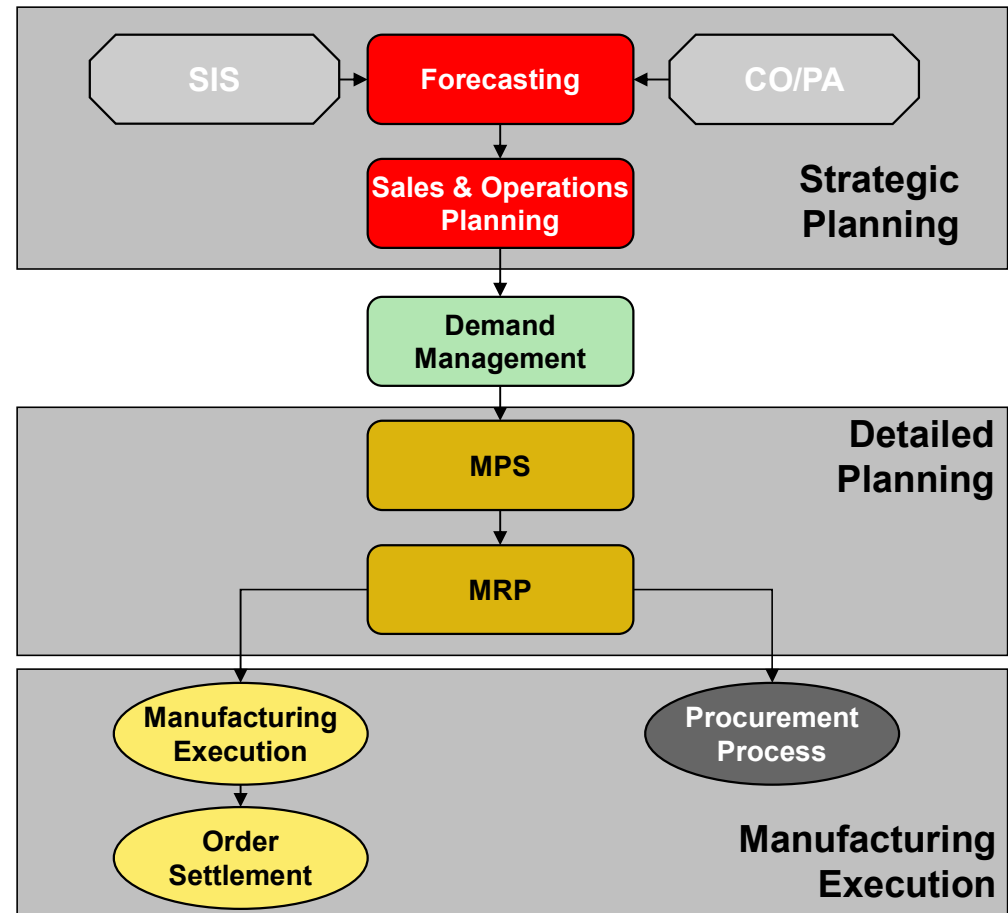 SIS
Forecasting
CO/PA
Sales & Operations
Planning
Strategic
Planning
Demand
Management
Detailed
Planning
MPS
MRP
Manufacturing
Execution
Procurement
Process
Order
Settlement
Manufacturing
Execution